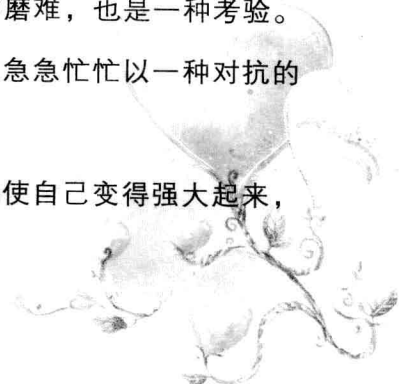 磨难，也是一种考验。
急急忙忙以一种对抗的
使自己变得强大起来，